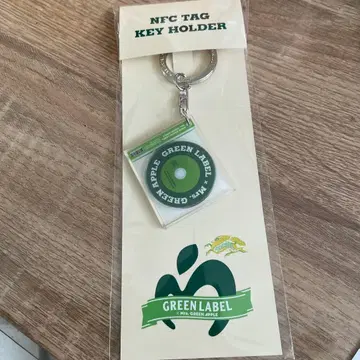 NFC TAG
KEY HOLDER
GREEN LABEL × Mrs. GREEN APPLE
GREEN LABEL
× Mrs. GREEN APPLE